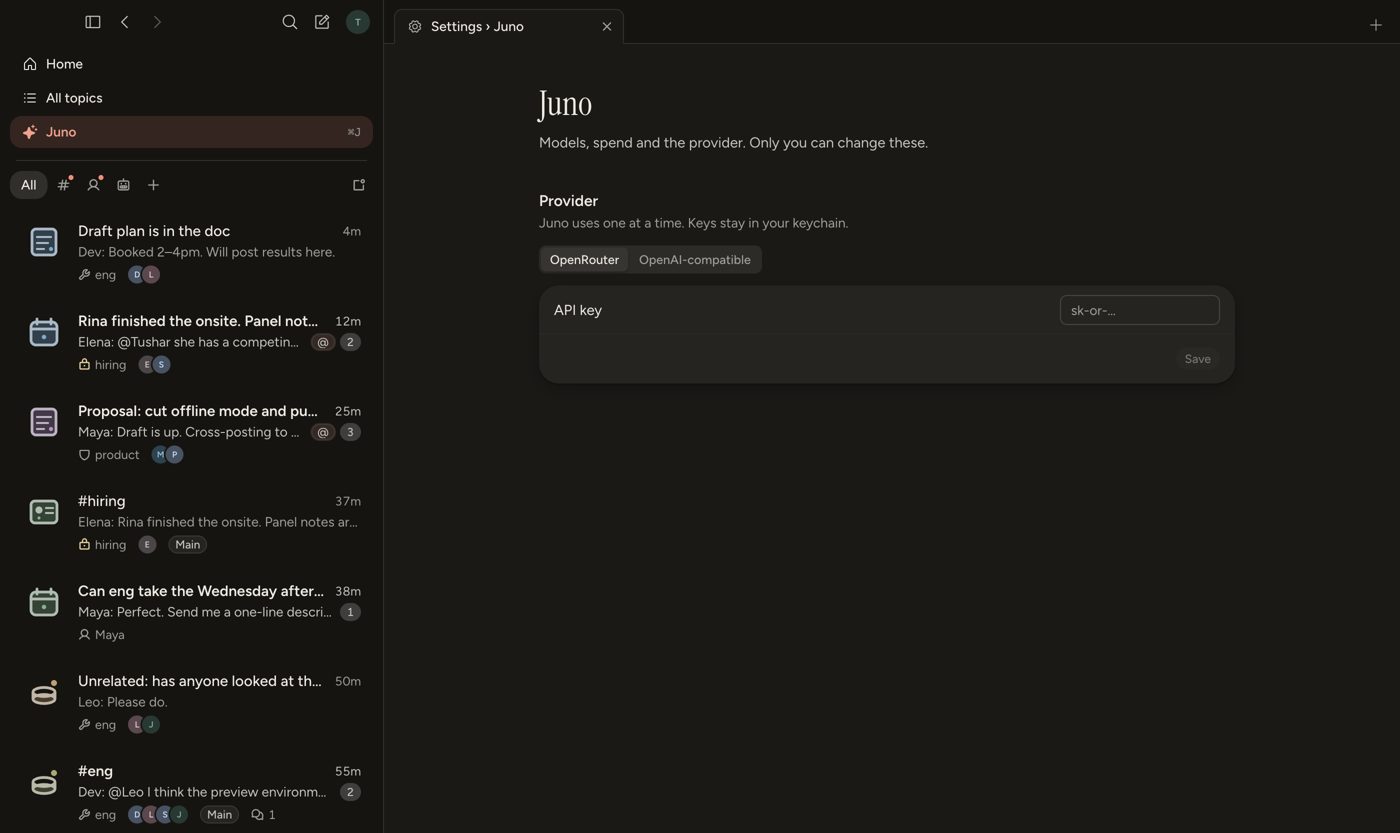 T
Settings › Juno
Home
All topics
Juno ⌘J
All
Draft plan is in the doc 4m
Dev: Booked 2–4pm. Will post results here.
eng D L
Rina finished the onsite. Panel not... 12m
Elena: @Tushar she has a competin... @ 2
hiring E S
Proposal: cut offline mode and pu... 25m
Maya: Draft is up. Cross-posting to ... @ 3
product M P
#hiring 37m
Elena: Rina finished the onsite. Panel notes ar...
hiring E Main
Can eng take the Wednesday after... 38m
Maya: Perfect. Send me a one-line descri... 1
Maya
Unrelated: has anyone looked at th... 50m
Leo: Please do.
eng L J
#eng 55m
Dev: @Leo I think the preview environm... 2
eng D L S J Main 1
Juno
Models, spend and the provider. Only you can change these.
Provider
Juno uses one at a time. Keys stay in your keychain.
OpenRouter OpenAI-compatible
API key sk-or-...
Save